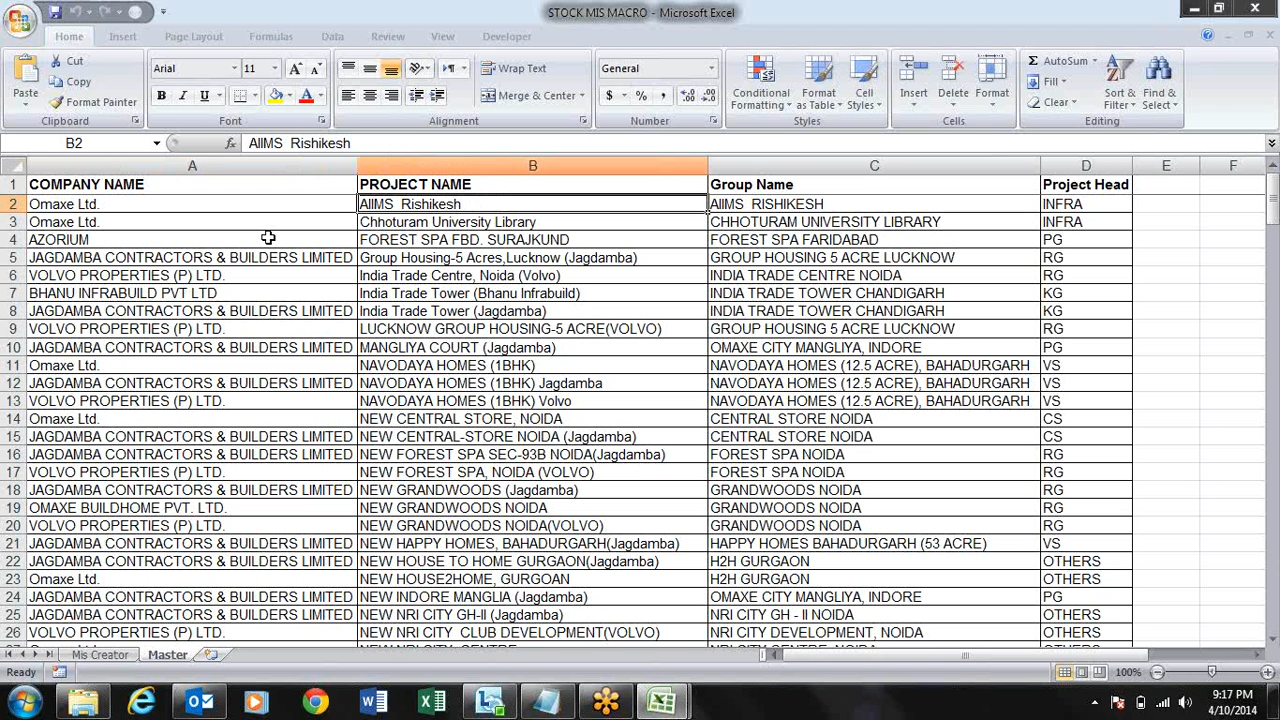 STOCK MIS MACRO - Microsoft Excel
Home Insert Page Layout Formulas Data Review View Developer
Paste Cut Copy Format Painter Clipboard
Arial 11 B I U A Font
Wrap Text Merge & Center Alignment
General $ % , Number
Conditional Formatting Format as Table Cell Styles Styles
Insert Delete Format Cells
AutoSum Fill Clear Sort & Filter Find & Select Editing
B2 fx AIIMS  Rishikesh
A B C D E F
1 COMPANY NAME PROJECT NAME Group Name Project Head
2 Omaxe Ltd. AIIMS  Rishikesh AIIMS  RISHIKESH INFRA
3 Omaxe Ltd. Chhoturam University Library CHHOTURAM UNIVERSITY LIBRARY INFRA
4 AZORIUM FOREST SPA FBD. SURAJKUND FOREST SPA FARIDABAD PG
5 JAGDAMBA CONTRACTORS & BUILDERS LIMITED Group Housing-5 Acres,Lucknow (Jagdamba) GROUP HOUSING 5 ACRE LUCKNOW RG
6 VOLVO PROPERTIES (P) LTD. India Trade Centre, Noida (Volvo) INDIA TRADE CENTRE NOIDA RG
7 BHANU INFRABUILD PVT LTD India Trade Tower (Bhanu Infrabuild) INDIA TRADE TOWER CHANDIGARH KG
8 JAGDAMBA CONTRACTORS & BUILDERS LIMITED India Trade Tower (Jagdamba) INDIA TRADE TOWER CHANDIGARH KG
9 VOLVO PROPERTIES (P) LTD. LUCKNOW GROUP HOUSING-5 ACRE(VOLVO) GROUP HOUSING 5 ACRE LUCKNOW RG
10 JAGDAMBA CONTRACTORS & BUILDERS LIMITED MANGLIYA COURT (Jagdamba) OMAXE CITY MANGLIYA, INDORE PG
11 Omaxe Ltd. NAVODAYA HOMES (1BHK) NAVODAYA HOMES (12.5 ACRE), BAHADURGARH VS
12 JAGDAMBA CONTRACTORS & BUILDERS LIMITED NAVODAYA HOMES (1BHK) Jagdamba NAVODAYA HOMES (12.5 ACRE), BAHADURGARH VS
13 VOLVO PROPERTIES (P) LTD. NAVODAYA HOMES (1BHK) Volvo NAVODAYA HOMES (12.5 ACRE), BAHADURGARH VS
14 Omaxe Ltd. NEW CENTRAL STORE, NOIDA CENTRAL STORE NOIDA CS
15 JAGDAMBA CONTRACTORS & BUILDERS LIMITED NEW CENTRAL-STORE NOIDA (Jagdamba) CENTRAL STORE NOIDA CS
16 JAGDAMBA CONTRACTORS & BUILDERS LIMITED NEW FOREST SPA SEC-93B NOIDA(Jagdamba) FOREST SPA NOIDA RG
17 VOLVO PROPERTIES (P) LTD. NEW FOREST SPA, NOIDA (VOLVO) FOREST SPA NOIDA RG
18 JAGDAMBA CONTRACTORS & BUILDERS LIMITED NEW GRANDWOODS (Jagdamba) GRANDWOODS NOIDA RG
19 OMAXE BUILDHOME PVT. LTD. NEW GRANDWOODS NOIDA GRANDWOODS NOIDA RG
20 VOLVO PROPERTIES (P) LTD. NEW GRANDWOODS NOIDA(VOLVO) GRANDWOODS NOIDA RG
21 JAGDAMBA CONTRACTORS & BUILDERS LIMITED NEW HAPPY HOMES, BAHADURGARH(Jagdamba) HAPPY HOMES BAHADURGARH (53 ACRE) VS
22 JAGDAMBA CONTRACTORS & BUILDERS LIMITED NEW HOUSE TO HOME GURGAON(Jagdamba) H2H GURGAON OTHERS
23 Omaxe Ltd. NEW HOUSE2HOME, GURGOAN H2H GURGAON OTHERS
24 JAGDAMBA CONTRACTORS & BUILDERS LIMITED NEW INDORE MANGLIA (Jagdamba) OMAXE CITY MANGLIYA, INDORE PG
25 JAGDAMBA CONTRACTORS & BUILDERS LIMITED NEW NRI CITY GH-II (Jagdamba) NRI CITY GH - II NOIDA OTHERS
26 VOLVO PROPERTIES (P) LTD. NEW NRI CITY  CLUB DEVELOPMENT(VOLVO) NRI CITY DEVELOPMENT, NOIDA OTHERS
Mis Creator Master
Ready 100%
9:17 PM
4/10/2014